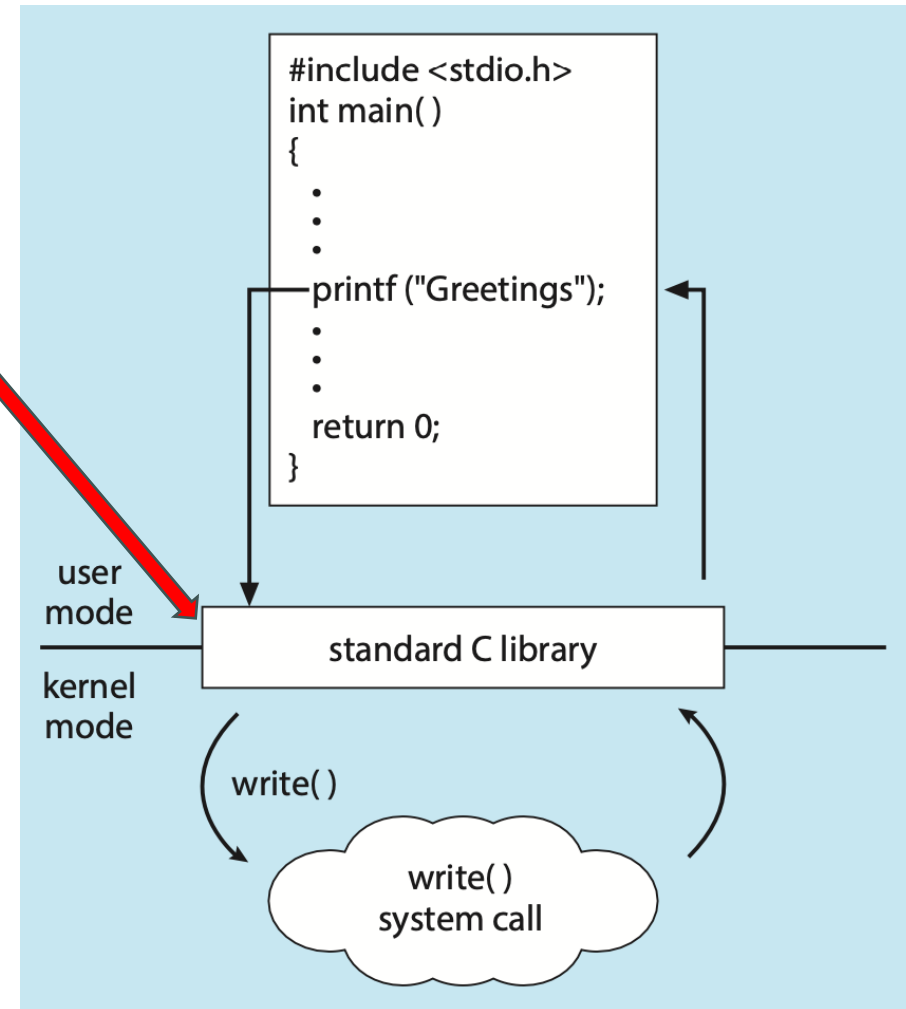 #include <stdio.h>
int main( )
{
•
•
•
printf ("Greetings");
•
•
•
return 0;
}
user
mode
standard C library
kernel
mode
write( )
write( )
system call